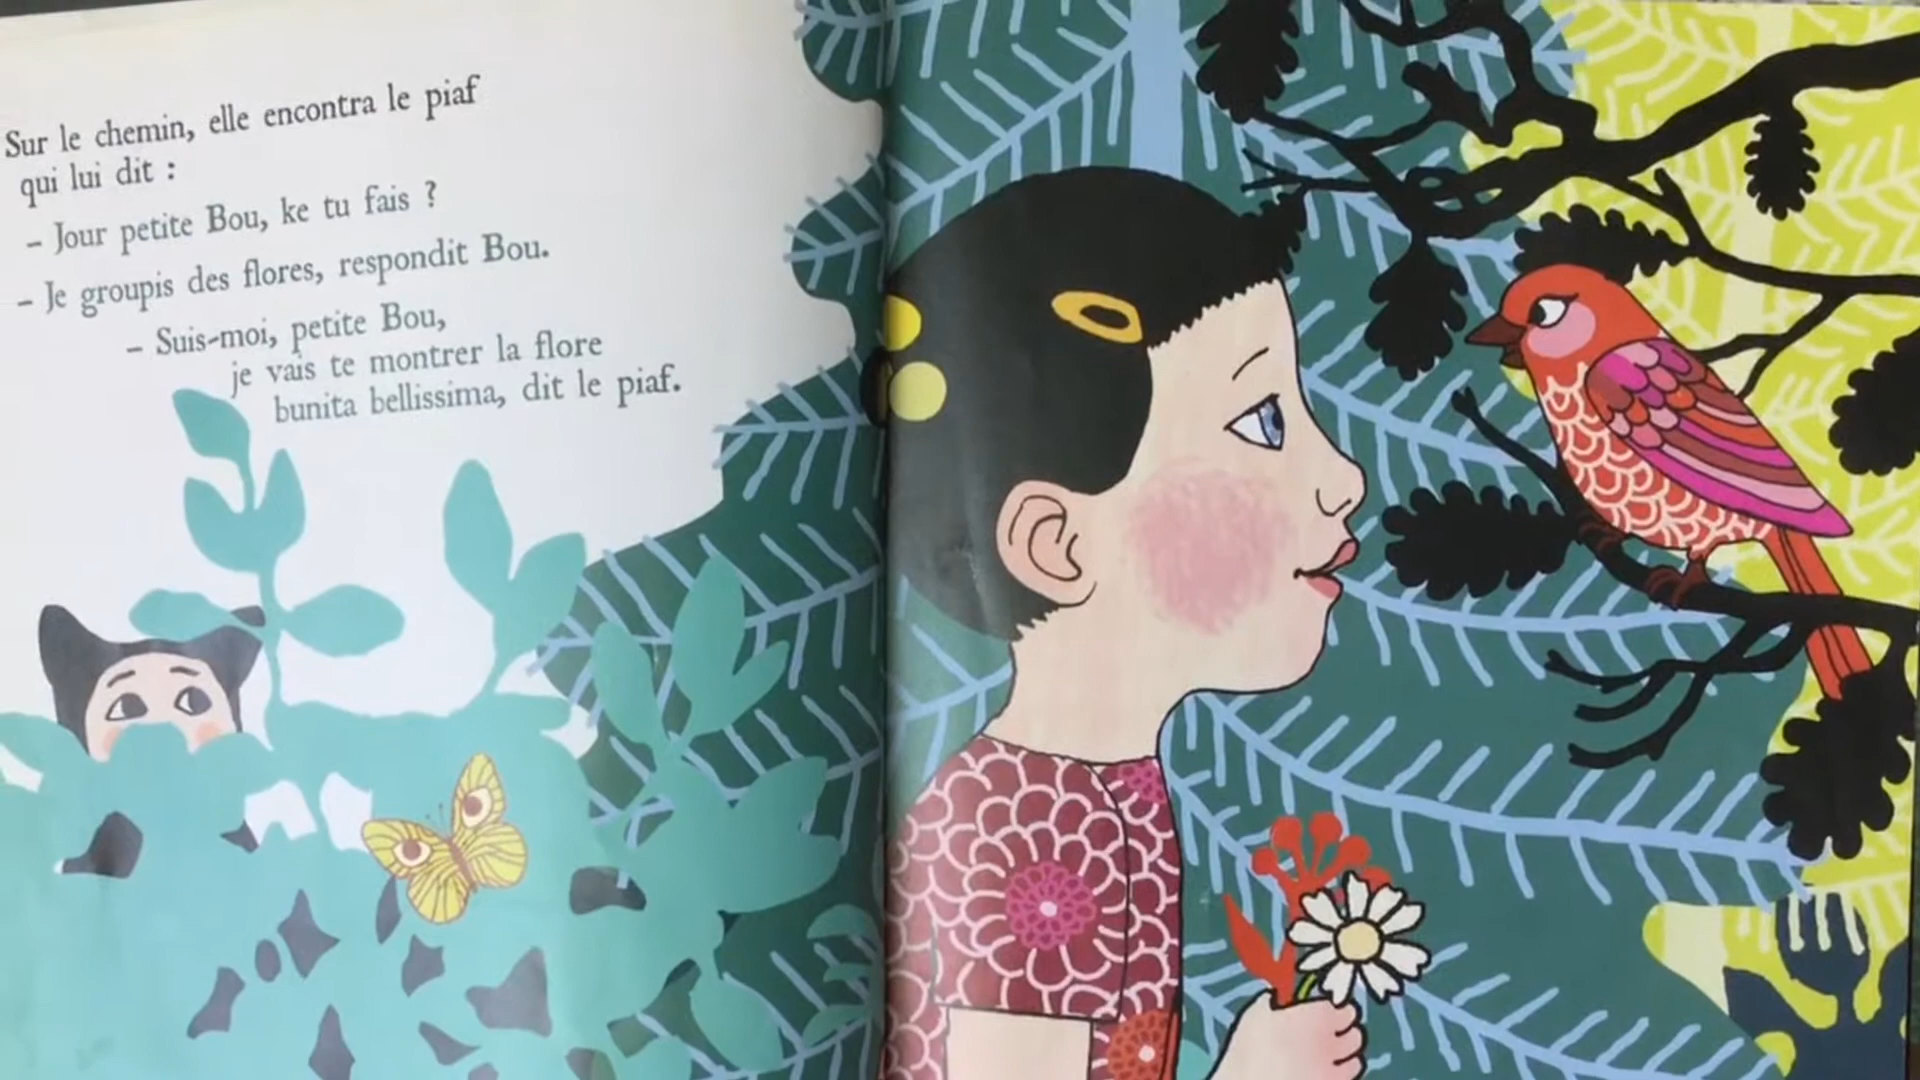 Sur le chemin, elle encontra le piaf
qui lui dit :
– Jour petite Bou, ke tu fais ?
– Je groupis des flores, respondit Bou.
– Suis-moi, petite Bou,
je vais te montrer la flore
bunita bellissima, dit le piaf.